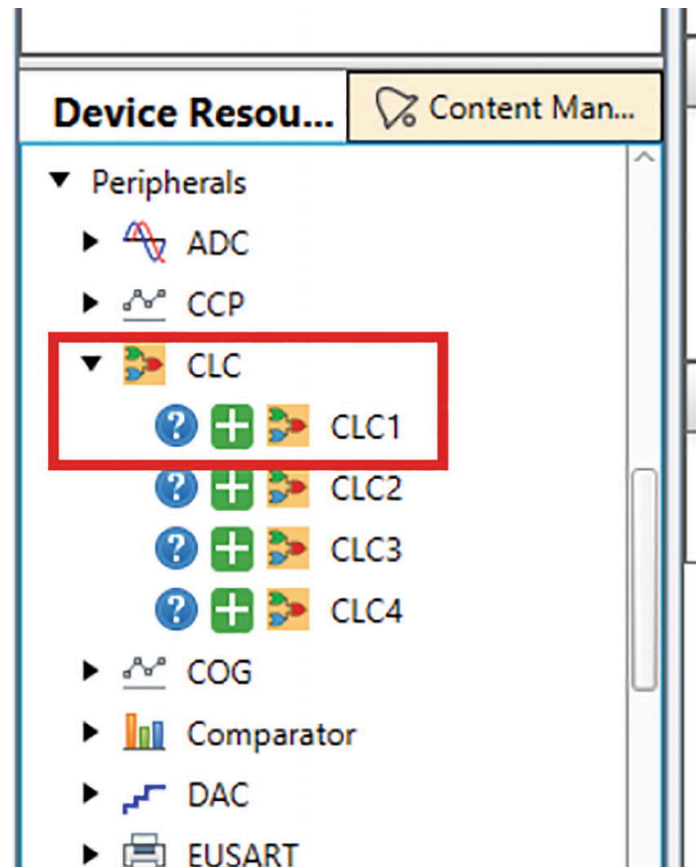 Device Resou... Content Man...
Peripherals
ADC
CCP
CLC
CLC1
CLC2
CLC3
CLC4
COG
Comparator
DAC
EUSART